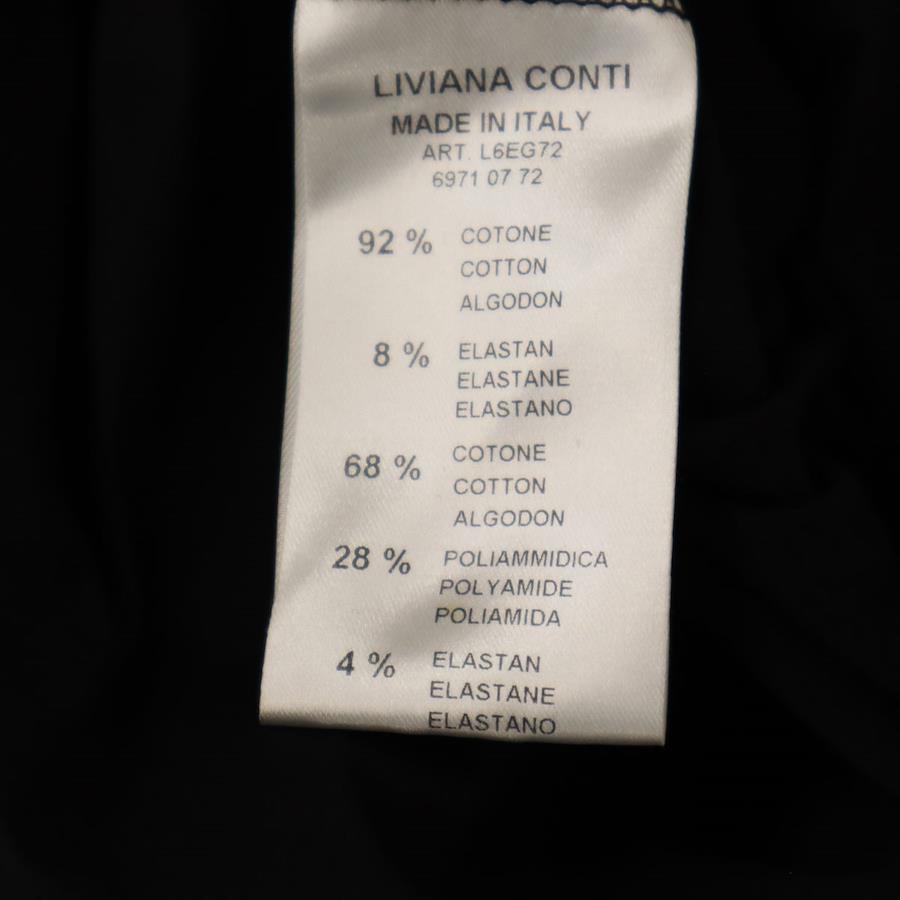 LIVIANA CONTI
MADE IN ITALY
ART. L6EG72
6971 07 72
92 % COTONE
COTTON
ALGODON
8 % ELASTAN
ELASTANE
ELASTANO
68 % COTONE
COTTON
ALGODON
28 % POLIAMMIDICA
POLYAMIDE
POLIAMIDA
4 % ELASTAN
ELASTANE
ELASTANO